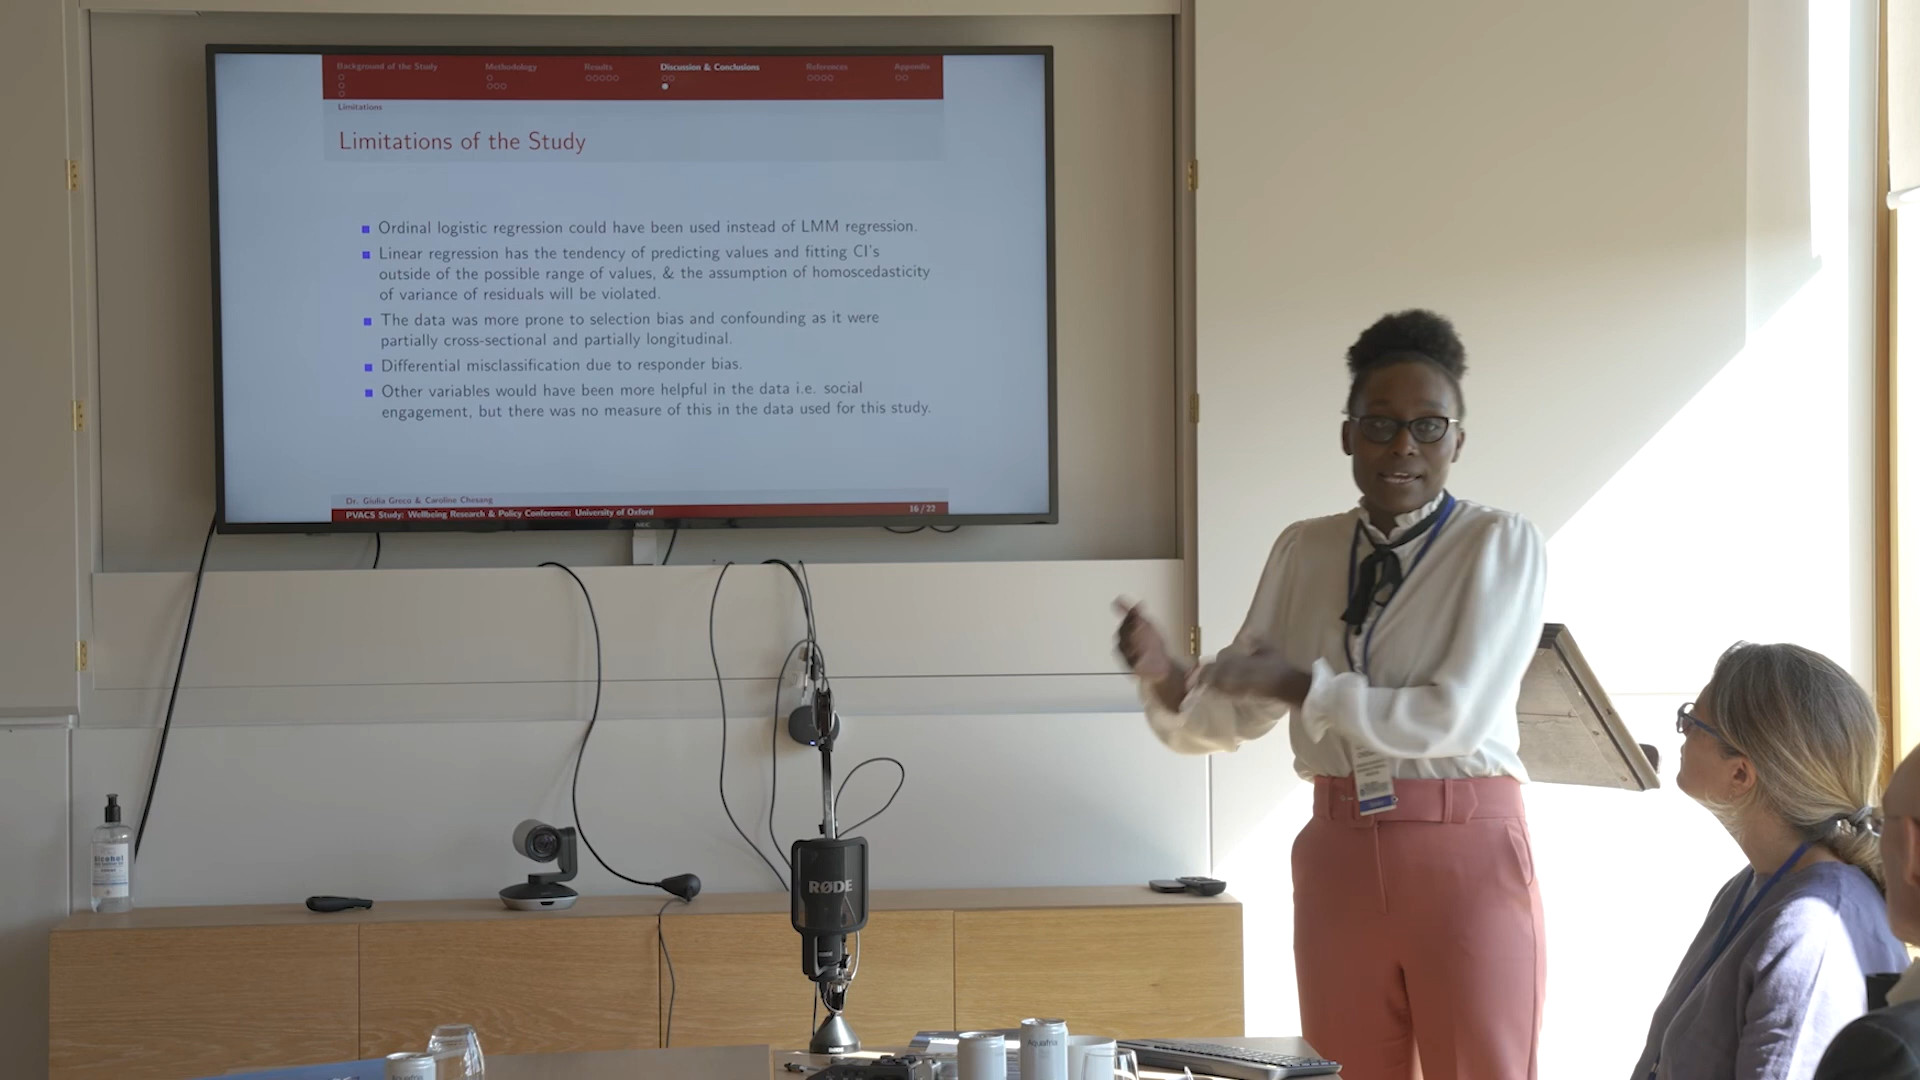 Background of the Study
Methodology
Results
Discussion & Conclusions
References
Appendix
Limitations
Limitations of the Study
Ordinal logistic regression could have been used instead of LMM regression.
Linear regression has the tendency of predicting values and fitting CI's
outside of the possible range of values, & the assumption of homoscedasticity
of variance of residuals will be violated.
The data was more prone to selection bias and confounding as it were
partially cross-sectional and partially longitudinal.
Differential misclassification due to responder bias.
Other variables would have been more helpful in the data i.e. social
engagement, but there was no measure of this in the data used for this study.
Dr. Giulia Greco & Caroline Chesang
PVACS Study: Wellbeing Research & Policy Conference: University of Oxford
16 / 22
NEC
Alcohol
RØDE
Aquafria
Aquafria